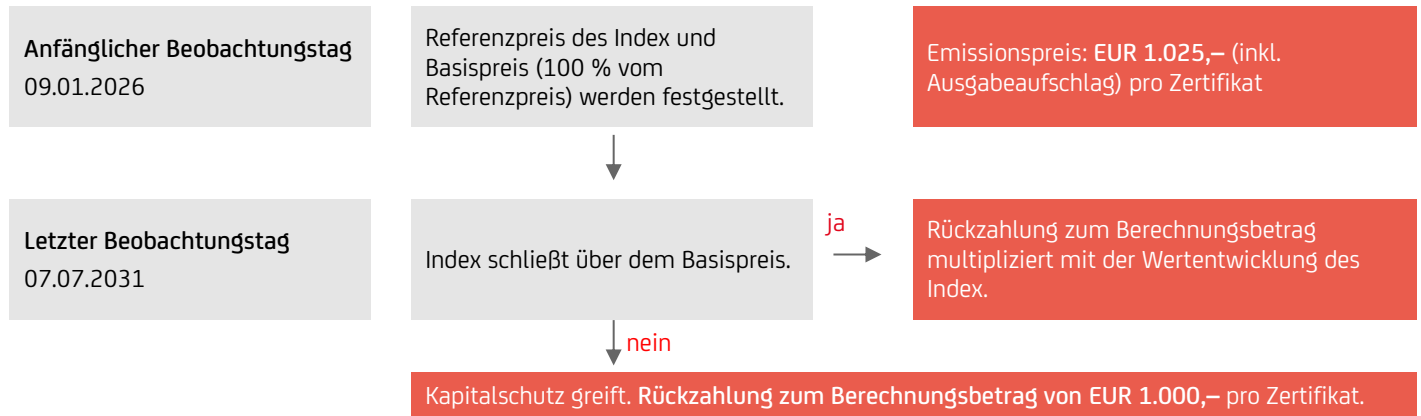 Anfänglicher Beobachtungstag
09.01.2026
Referenzpreis des Index und
Basispreis (100 % vom
Referenzpreis) werden festgestellt.
Emissionspreis: EUR 1.025,– (inkl.
Ausgabeaufschlag) pro Zertifikat
Letzter Beobachtungstag
07.07.2031
Index schließt über dem Basispreis.
ja
Rückzahlung zum Berechnungsbetrag
multipliziert mit der Wertentwicklung des
Index.
nein
Kapitalschutz greift. Rückzahlung zum Berechnungsbetrag von EUR 1.000,– pro Zertifikat.